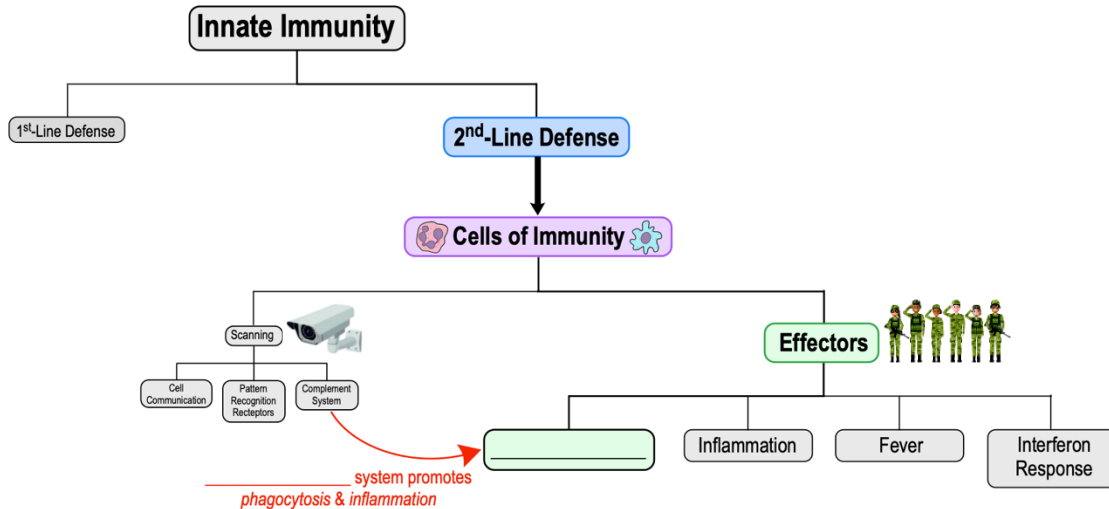 Innate Immunity
1st-Line Defense
2nd-Line Defense
Cells of Immunity
Scanning
Effectors
Cell
Communication
Pattern
Recognition
Recteptors
Complement
System
Inflammation
Fever
Interferon
Response
____________________ system promotes
phagocytosis & inflammation